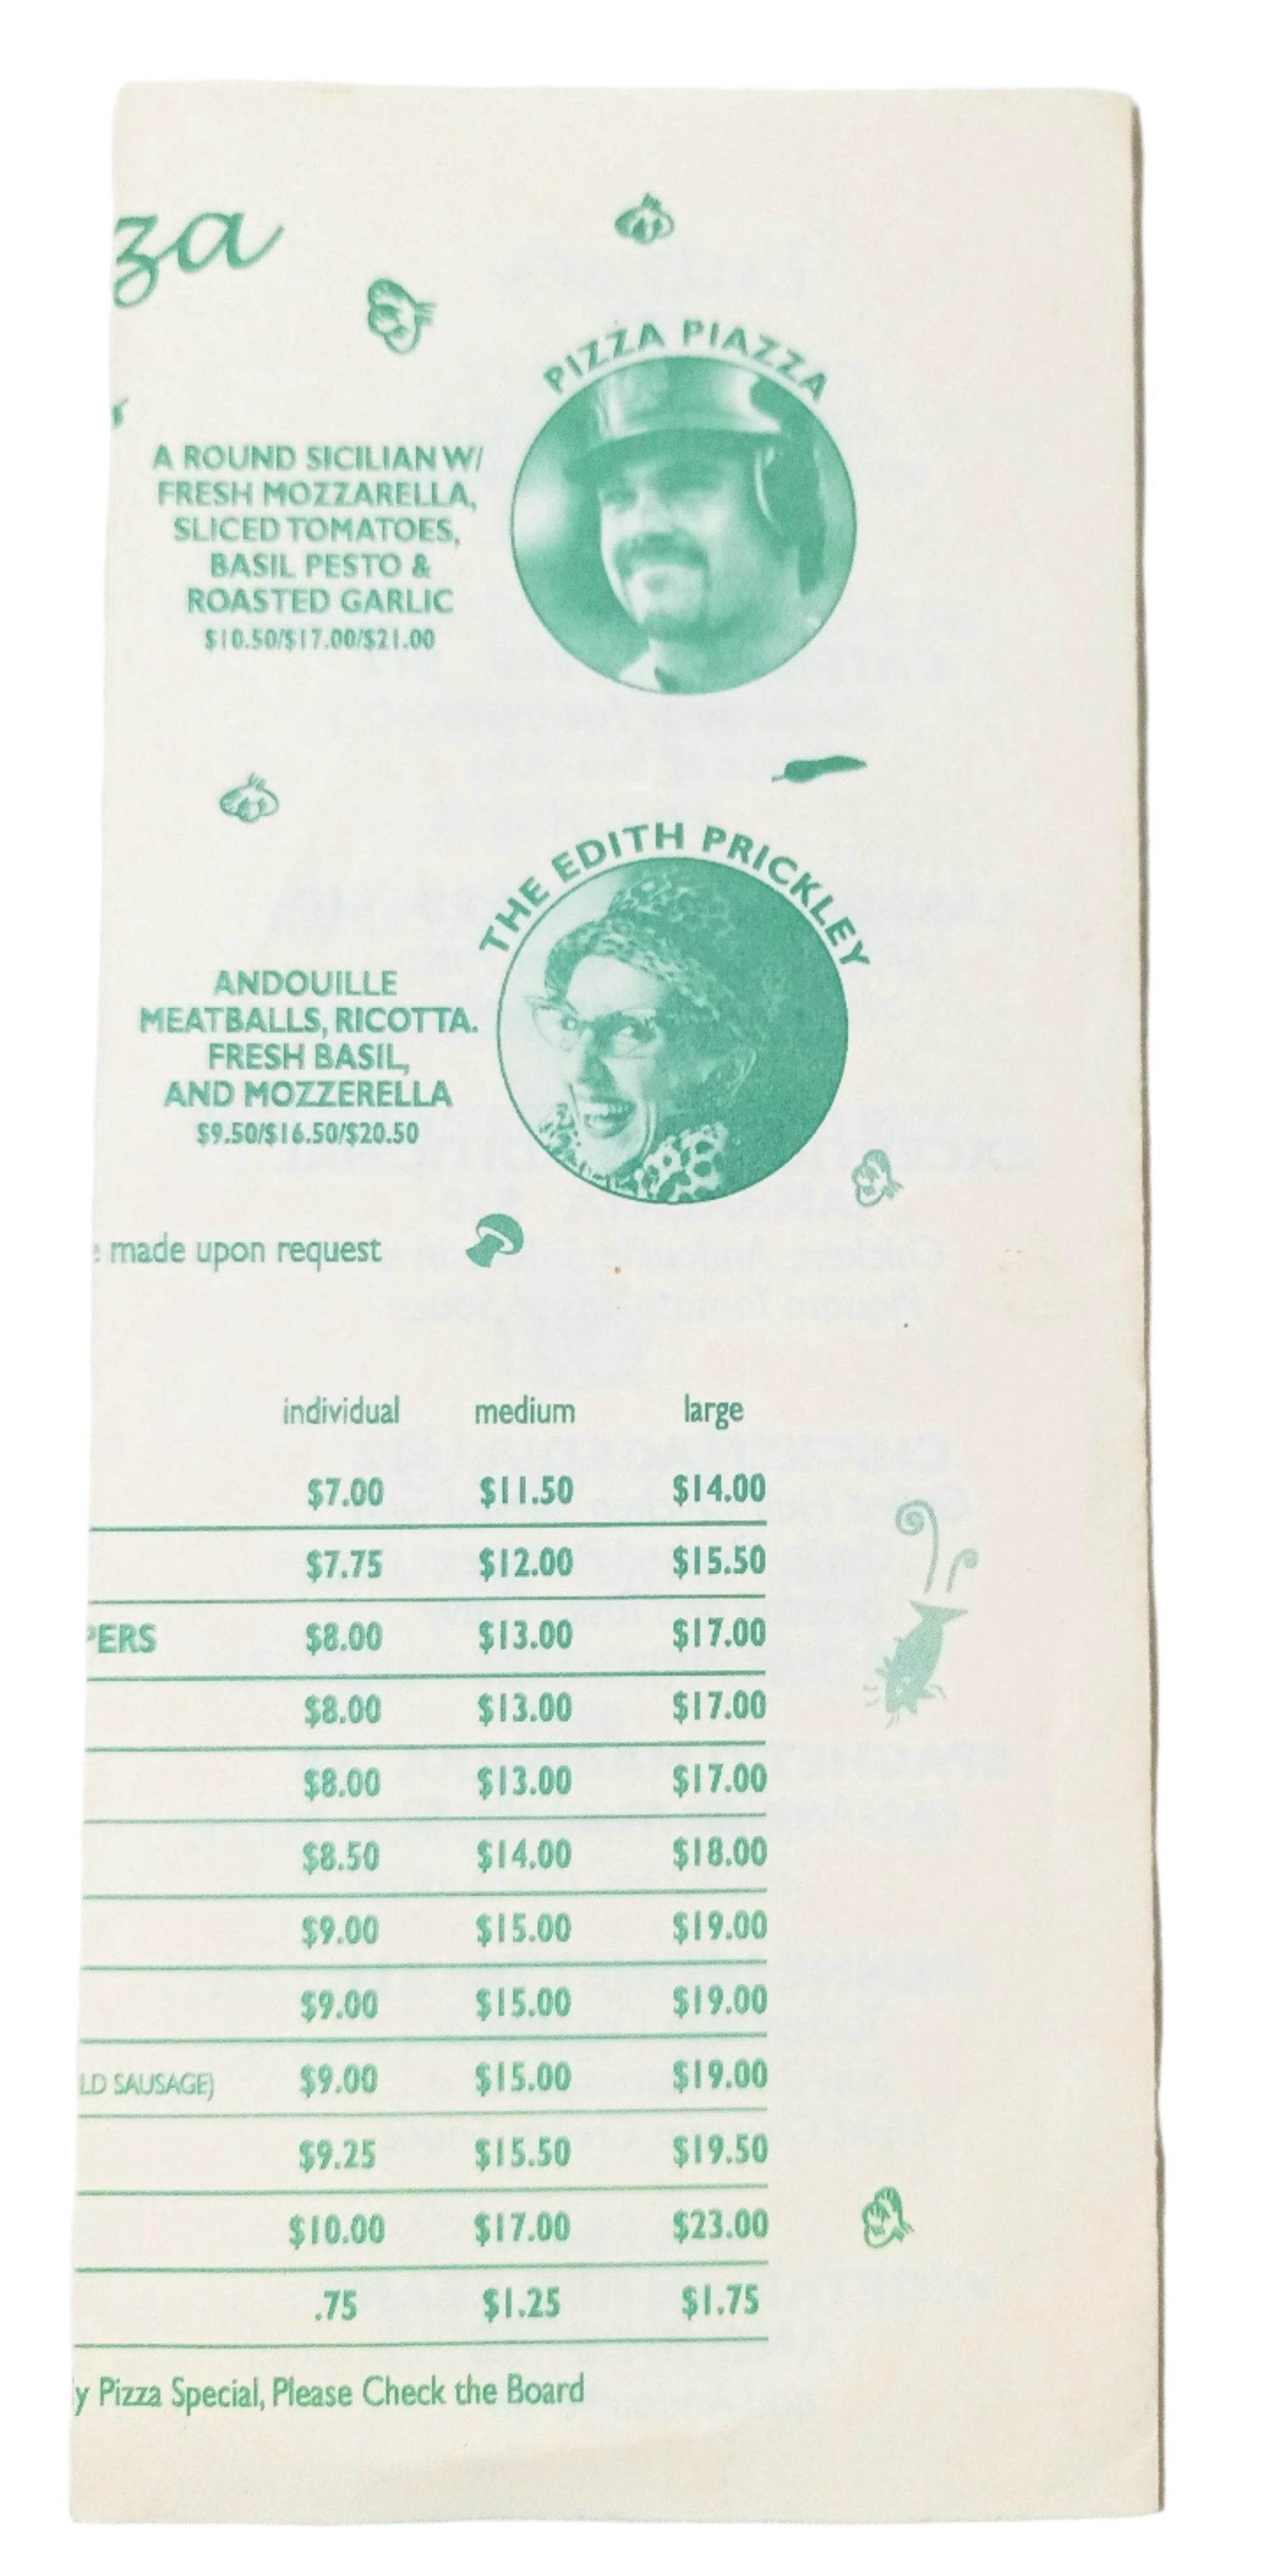 za
PIZZA PIAZZA
A ROUND SICILIAN W/
FRESH MOZZARELLA,
SLICED TOMATOES,
BASIL PESTO &
ROASTED GARLIC
$10.50/$17.00/$21.00
THE EDITH PRICKLEY
ANDOUILLE
MEATBALLS, RICOTTA.
FRESH BASIL,
AND MOZZERELLA
$9.50/$16.50/$20.50
made upon request
individual medium large
$7.00 $11.50 $14.00
$7.75 $12.00 $15.50
PERS $8.00 $13.00 $17.00
$8.00 $13.00 $17.00
$8.00 $13.00 $17.00
$8.50 $14.00 $18.00
$9.00 $15.00 $19.00
$9.00 $15.00 $19.00
LD SAUSAGE) $9.00 $15.00 $19.00
$9.25 $15.50 $19.50
$10.00 $17.00 $23.00
.75 $1.25 $1.75
y Pizza Special, Please Check the Board